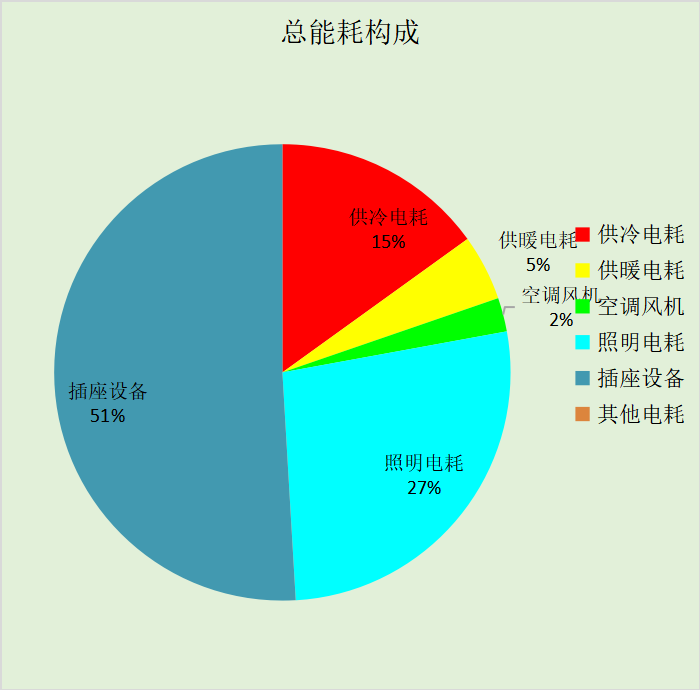 总能耗构成
供冷电耗
15%
供暖电耗
5%
空调风机
2%
照明电耗
27%
插座设备
51%
供冷电耗
供暖电耗
空调风机
照明电耗
插座设备
其他电耗